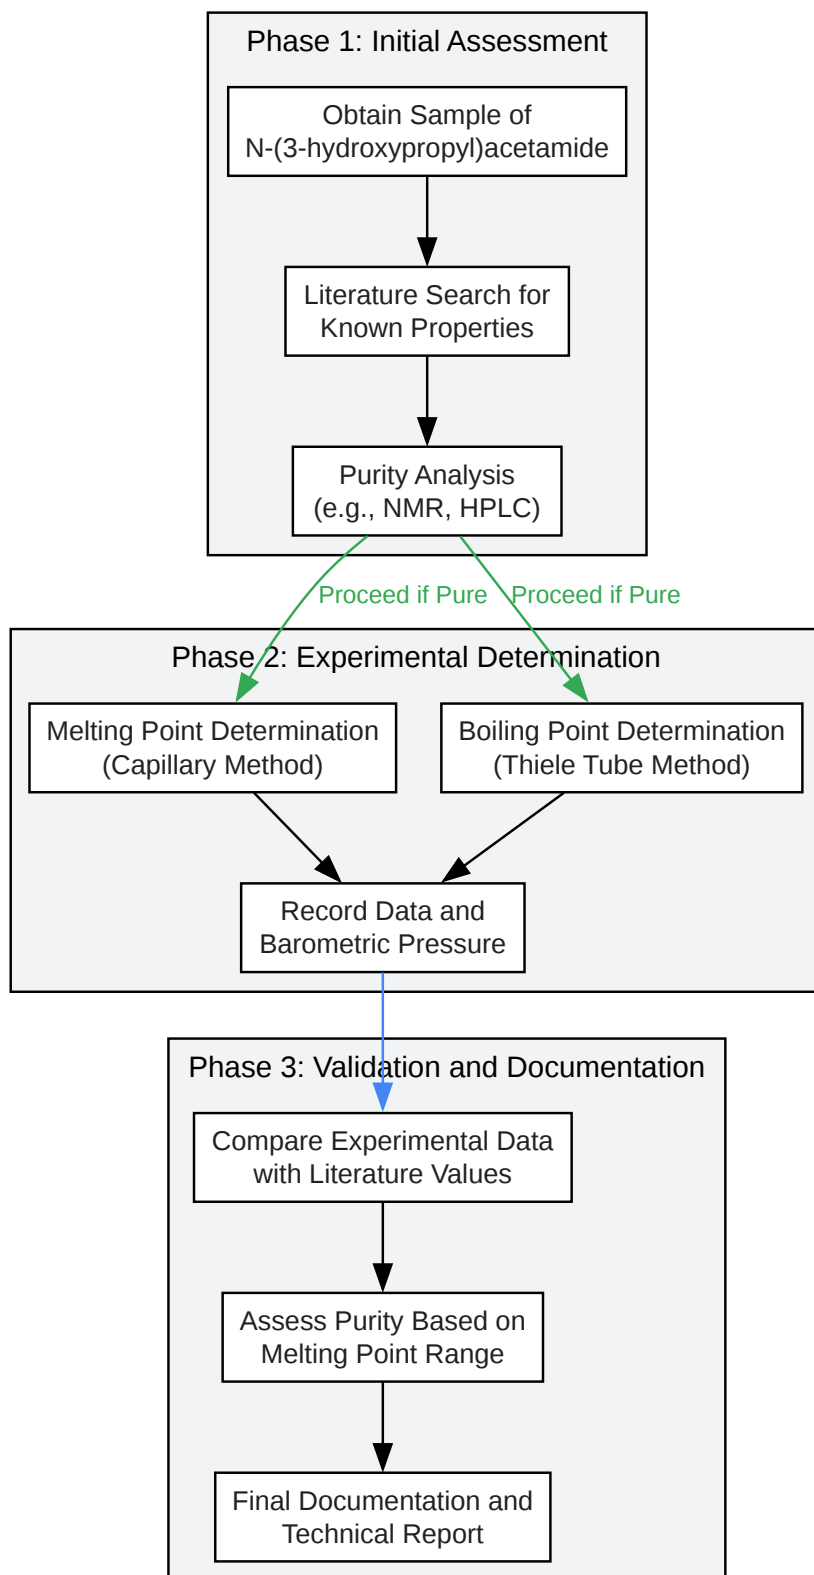 Phase 1: Initial Assessment
Obtain Sample of
N-(3-hydroxypropyl)acetamide
Literature Search for
Known Properties
Purity Analysis
(e.g., NMR, HPLC)
Proceed if Pure
Proceed if Pure
Phase 2: Experimental Determination
Melting Point Determination
(Capillary Method)
Boiling Point Determination
(Thiele Tube Method)
Record Data and
Barometric Pressure
Phase 3: Validation and Documentation
Compare Experimental Data
with Literature Values
Assess Purity Based on
Melting Point Range
Final Documentation and
Technical Report